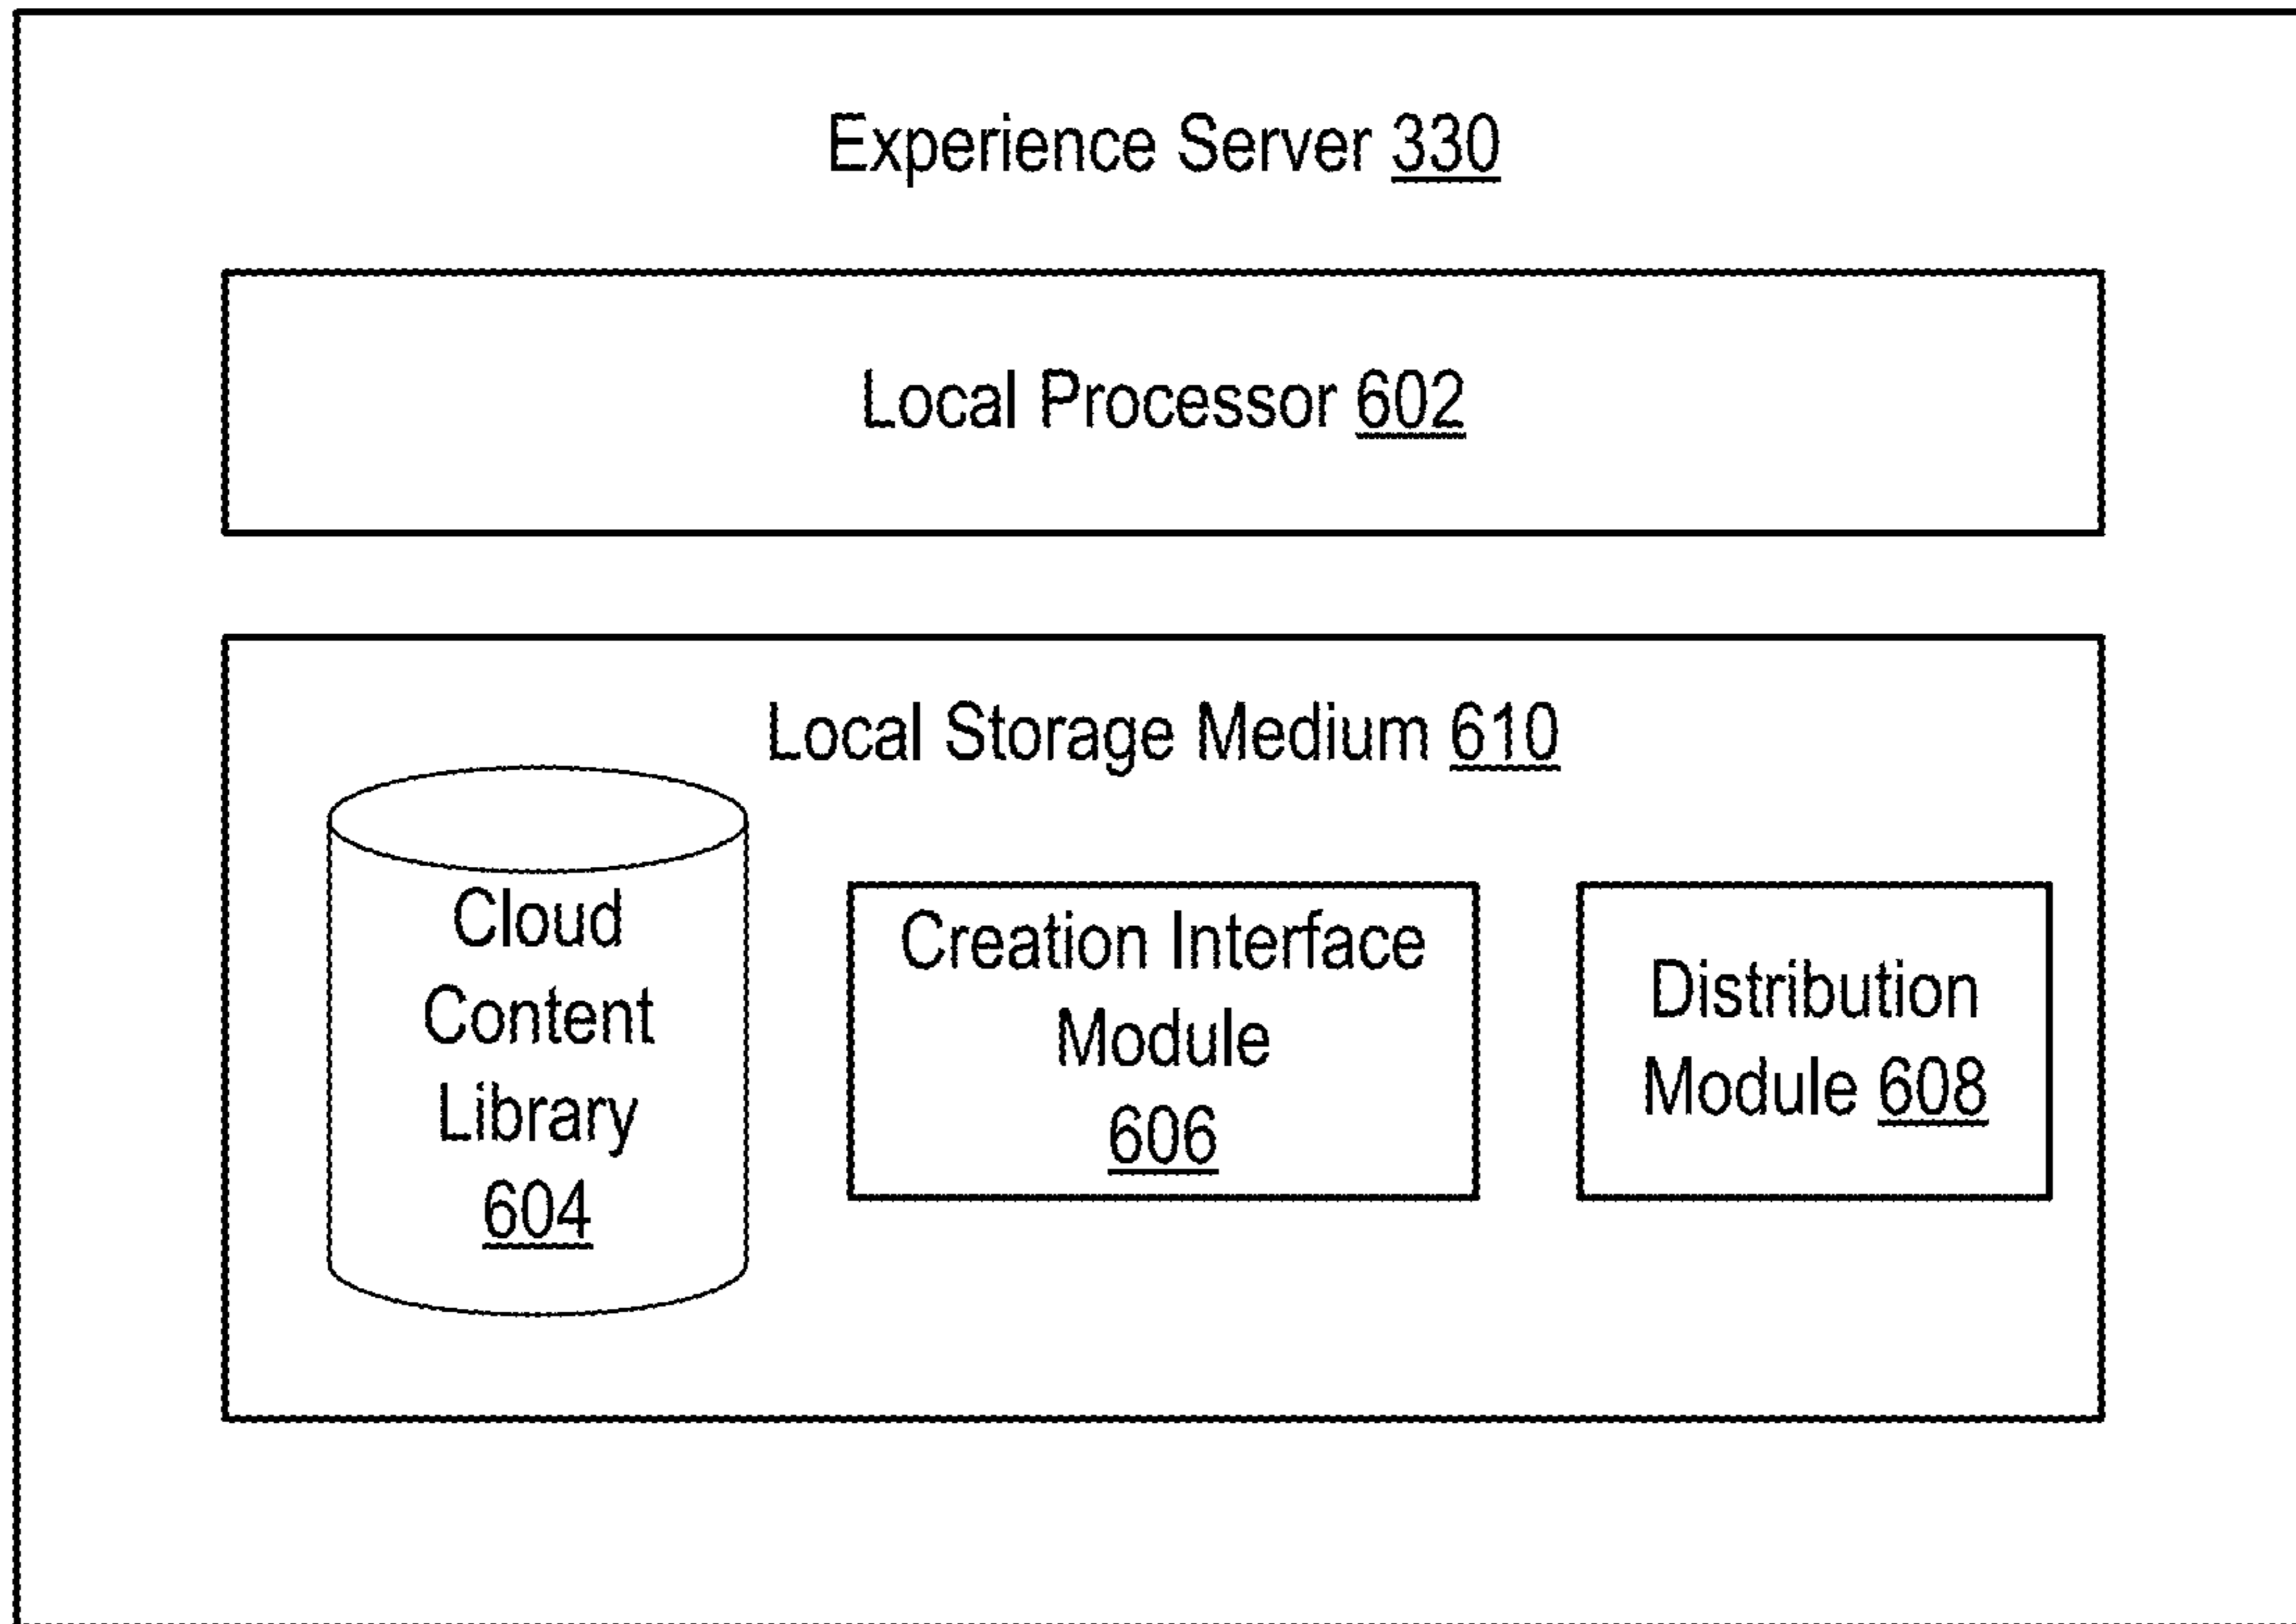 Experience Server 330
Local Processor 602
Local Storage Medium 610
Cloud
Content
Library
604
Creation Interface
Module
606
Distribution
Module 608